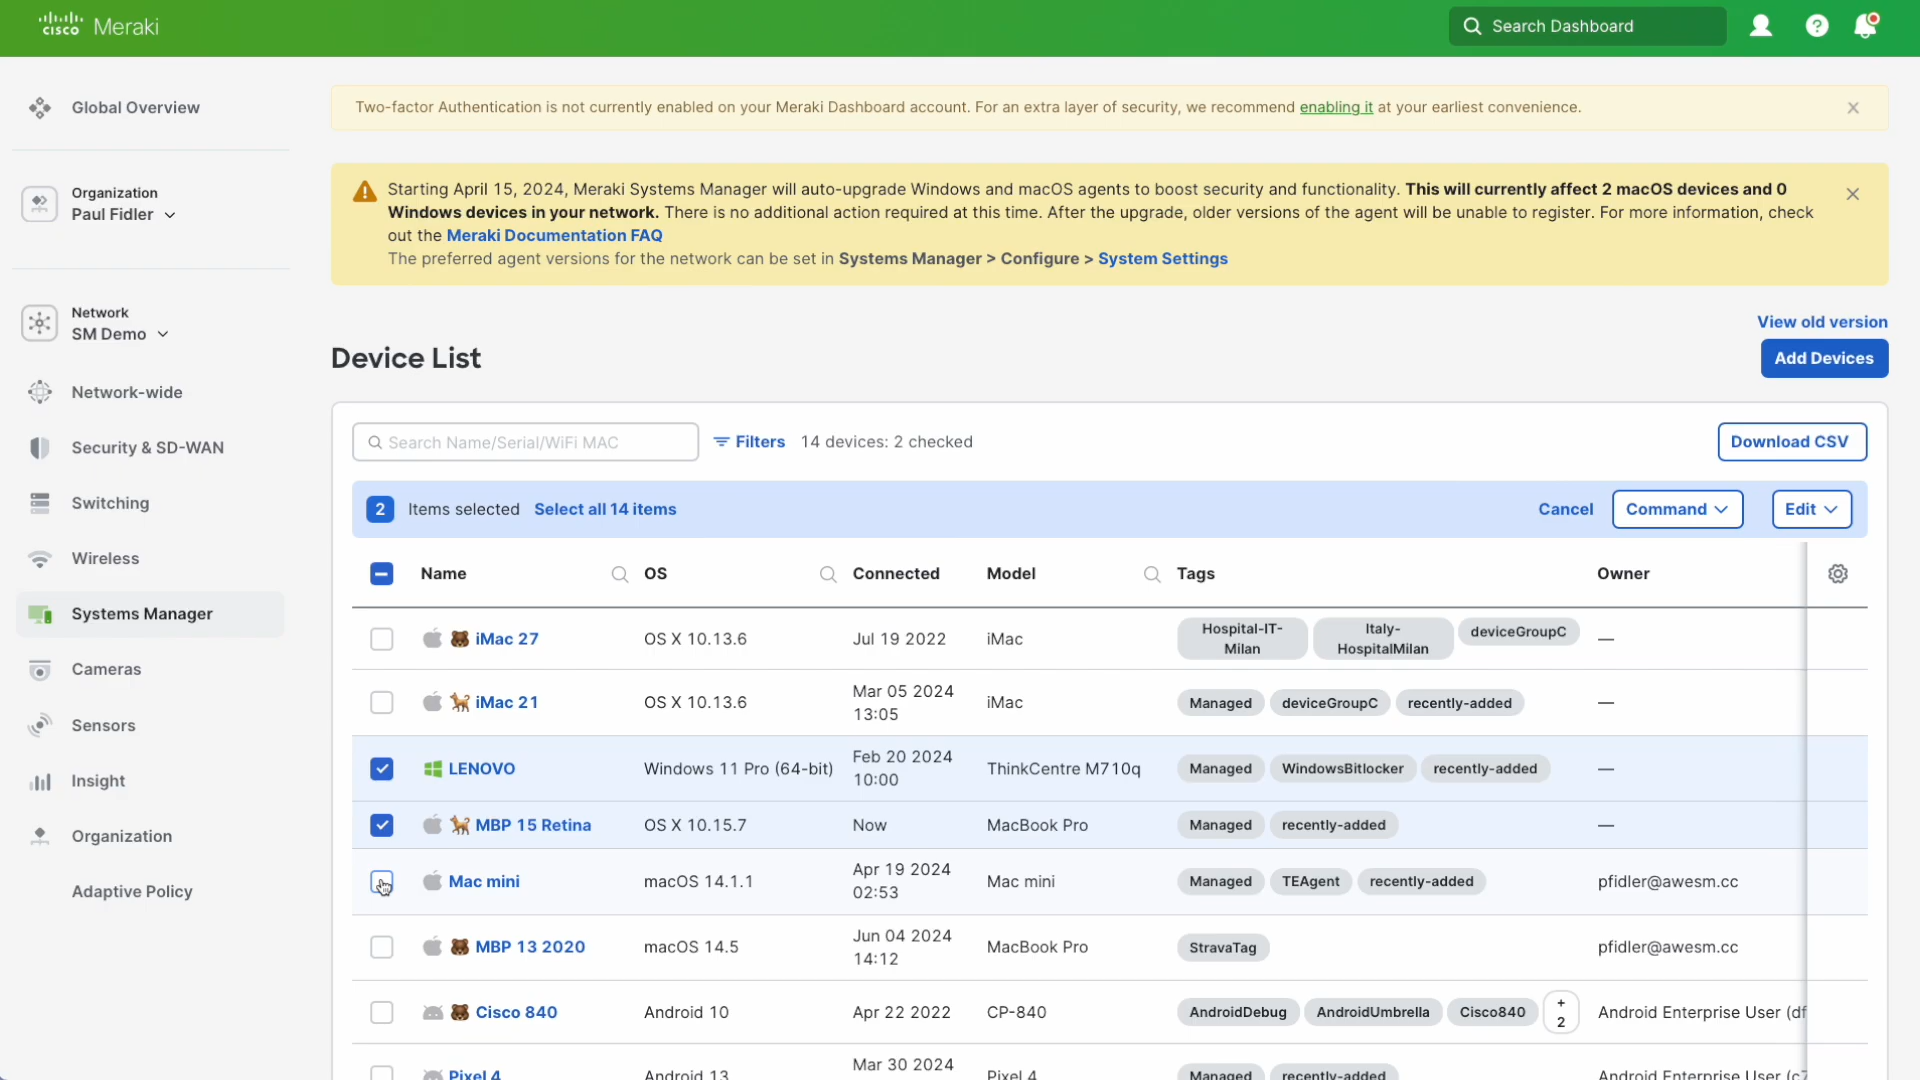 cisco Meraki
Search Dashboard
Global Overview
Organization
Paul Fidler
Network
SM Demo
Network-wide
Security & SD-WAN
Switching
Wireless
Systems Manager
Cameras
Sensors
Insight
Organization
Adaptive Policy
Two-factor Authentication is not currently enabled on your Meraki Dashboard account. For an extra layer of security, we recommend enabling it at your earliest convenience.
Starting April 15, 2024, Meraki Systems Manager will auto-upgrade Windows and macOS agents to boost security and functionality. This will currently affect 2 macOS devices and 0
Windows devices in your network. There is no additional action required at this time. After the upgrade, older versions of the agent will be unable to register. For more information, check
out the Meraki Documentation FAQ
The preferred agent versions for the network can be set in Systems Manager > Configure > System Settings
View old version
Device List
Add Devices
Search Name/Serial/WiFi MAC
Filters
14 devices: 2 checked
Download CSV
2 Items selected Select all 14 items
Cancel
Command
Edit
Name OS Connected Model Tags Owner
iMac 27 OS X 10.13.6 Jul 19 2022 iMac Hospital-IT- Italy- deviceGroupC —
Milan HospitalMilan
iMac 21 OS X 10.13.6 Mar 05 2024 iMac Managed deviceGroupC recently-added —
13:05
LENOVO Windows 11 Pro (64-bit) Feb 20 2024 ThinkCentre M710q Managed WindowsBitlocker recently-added —
10:00
MBP 15 Retina OS X 10.15.7 Now MacBook Pro Managed recently-added —
Mac mini macOS 14.1.1 Apr 19 2024 Mac mini Managed TEAgent recently-added pfidler@awesm.cc
02:53
MBP 13 2020 macOS 14.5 Jun 04 2024 MacBook Pro StravaTag pfidler@awesm.cc
14:12
Cisco 840 Android 10 Apr 22 2022 CP-840 AndroidDebug AndroidUmbrella Cisco840 + Android Enterprise User (df
2
Pixel 4 Android 13 Mar 30 2024 Pixel 4 Managed recently-added Android Enterprise User (c7